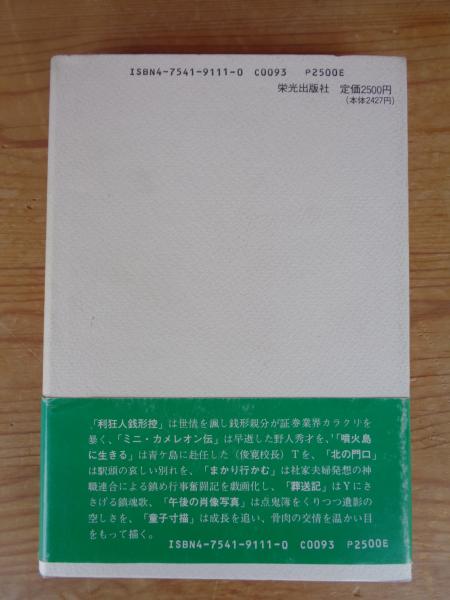 ISBN4-7541-9111-0 C0093 P2500E
栄光出版社 定価2500円
(本体2427円)
「利狂人銭形控」は世情を諷し銭形親分が証券業界カラクリを
暴く、「ミニ・カメレオン伝」は早逝した野人秀才を、「噴火島
に生きる」は青ケ島に赴任した(俊寛校長)Tを、「北の門口」
は駅頭の哀しい別れを、「まかり行かむ」は社家夫婦発想の神
職連合による鎮め行事奮闘記を戯画化し、「葬送記」はYにさ
さげる鎮魂歌、「午後の肖像写真」は点鬼簿をくりつつ遺影の
空しさを、「童子寸描」は成長を追い、骨肉の交情を温かい目
をもって描く。
ISBN4-7541-9111-0 C0093 P2500E